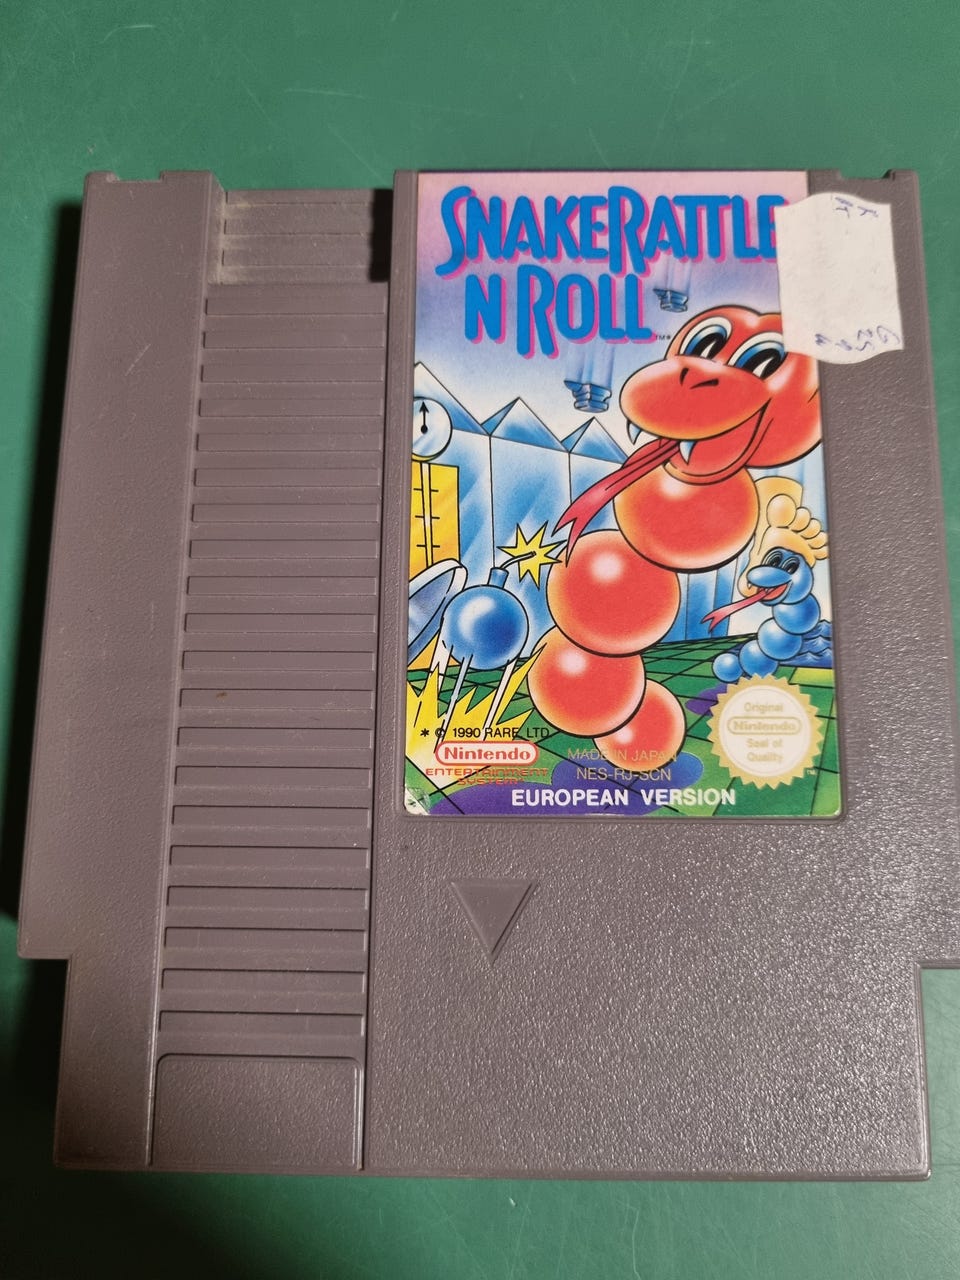 SNAKE RATTLE
N ROLL
TM*
* © 1990 RARE LTD
Nintendo
ENTERTAINMENT
SYSTEM
MADE IN JAPAN
NES-RJ-SCN
EUROPEAN VERSION
Original
Nintendo
Seal of
Quality
TM